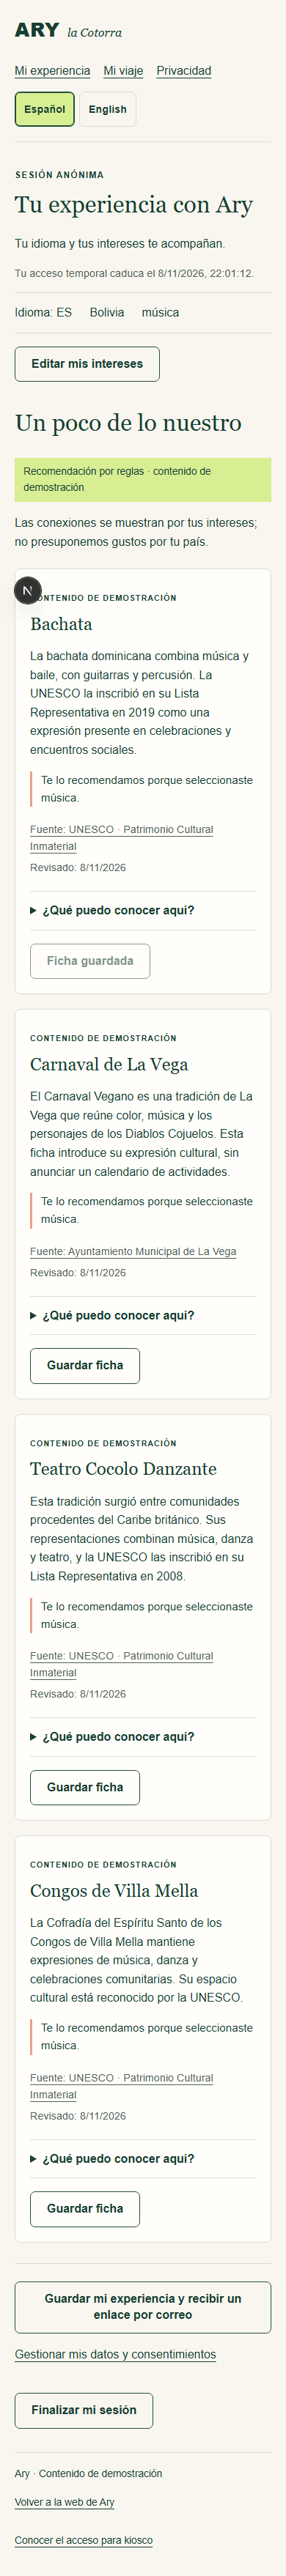 ARY la Cotorra
Mi experiencia Mi viaje Privacidad
Español English
SESIÓN ANÓNIMA
Tu experiencia con Ary
Tu idioma y tus intereses te acompañan.
Tu acceso temporal caduca el 8/11/2026, 22:01:12.
Idioma: ES Bolivia música
Editar mis intereses
Un poco de lo nuestro
Recomendación por reglas · contenido de
demostración
Las conexiones se muestran por tus intereses;
no presuponemos gustos por tu país.
N
ONTENIDO DE DEMOSTRACIÓN
Bachata
La bachata dominicana combina música y
baile, con guitarras y percusión. La
UNESCO la inscribió en su Lista
Representativa en 2019 como una
expresión presente en celebraciones y
encuentros sociales.
Te lo recomendamos porque seleccionaste
música.
Fuente: UNESCO · Patrimonio Cultural
Inmaterial
Revisado: 8/11/2026
¿Qué puedo conocer aquí?
Ficha guardada
CONTENIDO DE DEMOSTRACIÓN
Carnaval de La Vega
El Carnaval Vegano es una tradición de La
Vega que reúne color, música y los
personajes de los Diablos Cojuelos. Esta
ficha introduce su expresión cultural, sin
anunciar un calendario de actividades.
Te lo recomendamos porque seleccionaste
música.
Fuente: Ayuntamiento Municipal de La Vega
Revisado: 8/11/2026
¿Qué puedo conocer aquí?
Guardar ficha
CONTENIDO DE DEMOSTRACIÓN
Teatro Cocolo Danzante
Esta tradición surgió entre comunidades
procedentes del Caribe británico. Sus
representaciones combinan música, danza
y teatro, y la UNESCO las inscribió en su
Lista Representativa en 2008.
Te lo recomendamos porque seleccionaste
música.
Fuente: UNESCO · Patrimonio Cultural
Inmaterial
Revisado: 8/11/2026
¿Qué puedo conocer aquí?
Guardar ficha
CONTENIDO DE DEMOSTRACIÓN
Congos de Villa Mella
La Cofradía del Espíritu Santo de los
Congos de Villa Mella mantiene
expresiones de música, danza y
celebraciones comunitarias. Su espacio
cultural está reconocido por la UNESCO.
Te lo recomendamos porque seleccionaste
música.
Fuente: UNESCO · Patrimonio Cultural
Inmaterial
Revisado: 8/11/2026
¿Qué puedo conocer aquí?
Guardar ficha
Guardar mi experiencia y recibir un
enlace por correo
Gestionar mis datos y consentimientos
Finalizar mi sesión
Ary · Contenido de demostración
Volver a la web de Ary
Conocer el acceso para kiosco